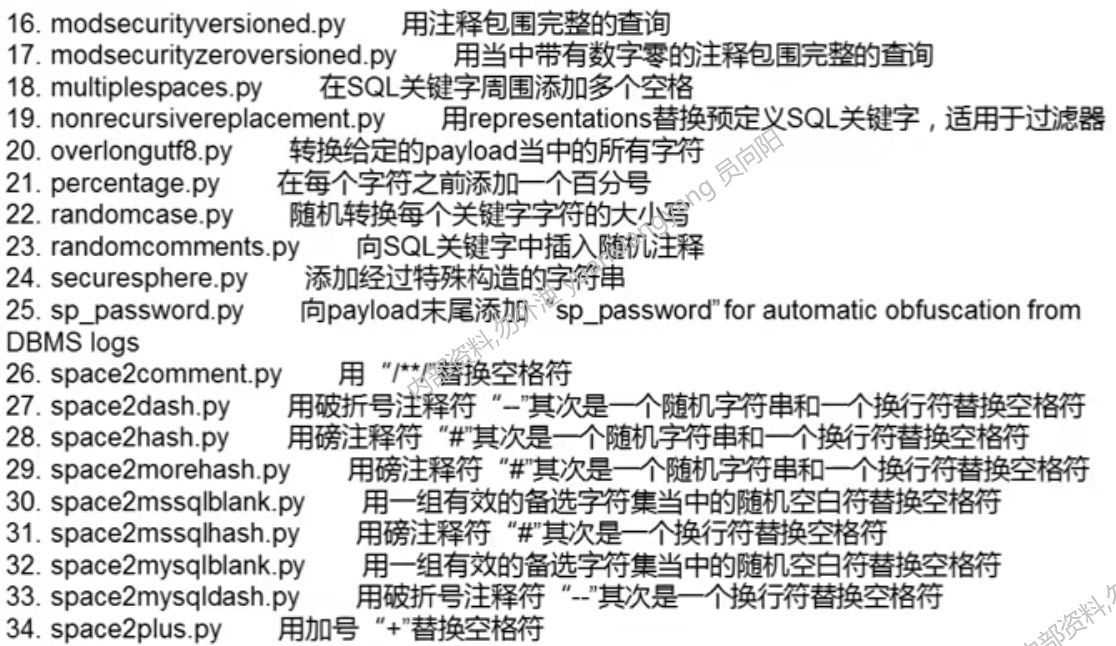 16. modsecurityversioned.py 用注释包围完整的查询
17. modsecurityzeroversioned.py 用当中带有数字零的注释包围完整的查询
18. multiplespaces.py 在SQL关键字周围添加多个空格
19. nonrecursivereplacement.py 用representations替换预定义SQL关键字，适用于过滤器
20. overlongutf8.py 转换给定的payload当中的所有字符
21. percentage.py 在每个字符之前添加一个百分号
22. randomcase.py 随机转换每个关键字字符的大小写
23. randomcomments.py 向SQL关键字中插入随机注释
24. securesphere.py 添加经过特殊构造的字符串
25. sp_password.py 向payload末尾添加 “sp_password” for automatic obfuscation from
DBMS logs
26. space2comment.py 用 “/**/”替换空格符
27. space2dash.py 用破折号注释符 “--”其次是一个随机字符串和一个换行符替换空格符
28. space2hash.py 用磅注释符 “#”其次是一个随机字符串和一个换行符替换空格符
29. space2morehash.py 用磅注释符 “#”其次是一个随机字符串和一个换行符替换空格符
30. space2mssqlblank.py 用一组有效的备选字符集当中的随机空白符替换空格符
31. space2mssqlhash.py 用磅注释符 “#”其次是一个换行符替换空格符
32. space2mysqlblank.py 用一组有效的备选字符集当中的随机空白符替换空格符
33. space2mysqldash.py 用破折号注释符 “--”其次是一个换行符替换空格符
34. space2plus.py 用加号 “+”替换空格符
内部资料,勿外泄 员向阳
内部资料,